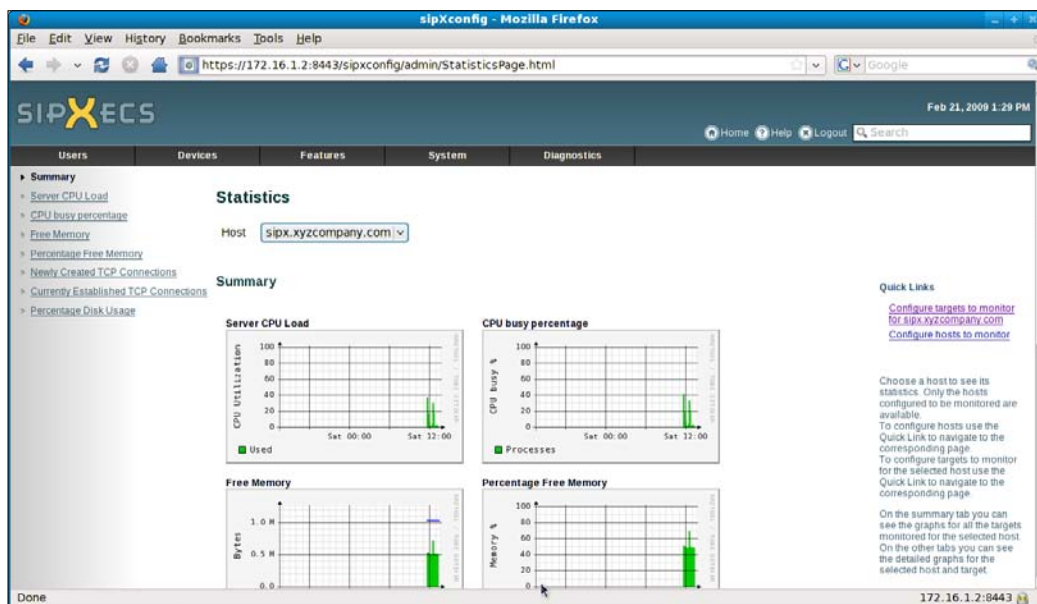 sipXconfig - Mozilla Firefox
File Edit View History Bookmarks Tools Help
https://172.16.1.2:8443/sipxconfig/admin/StatisticsPage.html
Google
SIPXECS
Feb 21, 2009 1:29 PM
Home Help Logout Search
Users Devices Features System Diagnostics
Summary
Server CPU Load
CPU busy percentage
Free Memory
Percentage Free Memory
Newly Created TCP Connections
Currently Established TCP Connections
Percentage Disk Usage
Statistics
Host sipx.xyzcompany.com
Summary
Server CPU Load
CPU Utilization
100
80
60
40
20
0
Sat 00:00 Sat 12:00
Used
CPU busy percentage
CPU busy %
100
80
60
40
20
0
Sat 00:00 Sat 12:00
Processes
Free Memory
Bytes
1.0 M
0.5 M
0.0
Percentage Free Memory
Memory %
100
80
60
40
20
0
Quick Links
Configure targets to monitor
for sipx.xyzcompany.com
Configure hosts to monitor
Choose a host to see its
statistics. Only the hosts
configured to be monitored are
available.
To configure hosts use the
Quick Link to navigate to the
corresponding page
To configure targets to monitor
for the selected host use the
Quick Link to navigate to the
corresponding page
On the summary tab you can
see the graphs for all the targets
monitored for the selected host
On the other tabs you can see
the detailed graphs for the
selected host and target.
Done
172.16.1.2:8443